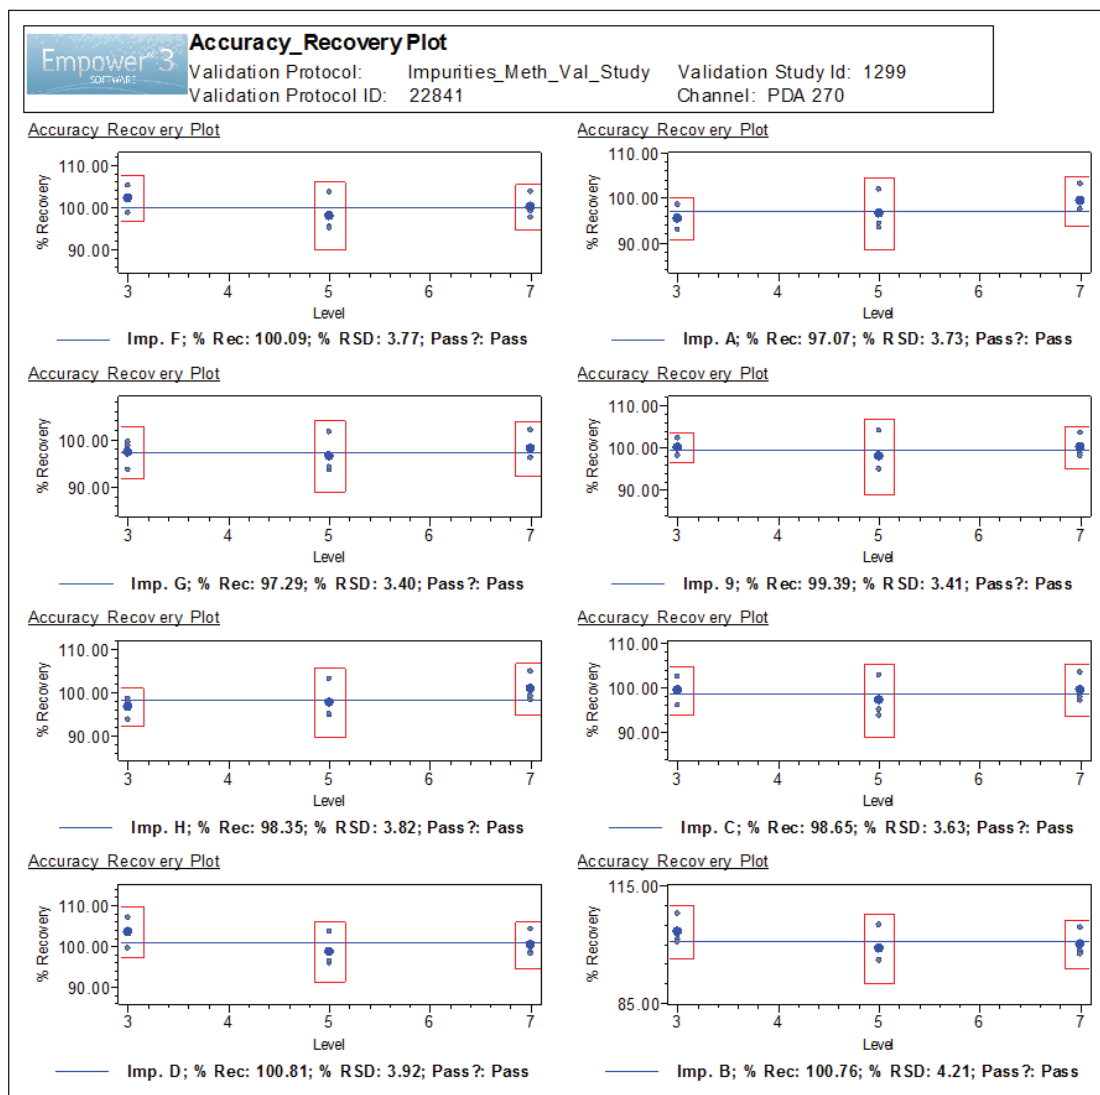 Empower™ 3
SOFTWARE
Accuracy_Recovery Plot
Validation Protocol: Impurities_Meth_Val_Study Validation Study Id: 1299
Validation Protocol ID: 22841 Channel: PDA 270
Accuracy Recovery Plot
110.00
100.00
90.00
% Recovery
3 4 5 6 7
Level
Imp. F; % Rec: 100.09; % RSD: 3.77; Pass?: Pass
Accuracy Recovery Plot
110.00
100.00
90.00
% Recovery
3 4 5 6 7
Level
Imp. A; % Rec: 97.07; % RSD: 3.73; Pass?: Pass
Accuracy Recovery Plot
100.00
90.00
% Recovery
3 4 5 6 7
Level
Imp. G; % Rec: 97.29; % RSD: 3.40; Pass?: Pass
Accuracy Recovery Plot
110.00
100.00
90.00
% Recovery
3 4 5 6 7
Level
Imp. 9; % Rec: 99.39; % RSD: 3.41; Pass?: Pass
Accuracy Recovery Plot
110.00
100.00
90.00
% Recovery
3 4 5 6 7
Level
Imp. H; % Rec: 98.35; % RSD: 3.82; Pass?: Pass
Accuracy Recovery Plot
110.00
100.00
90.00
% Recovery
3 4 5 6 7
Level
Imp. C; % Rec: 98.65; % RSD: 3.63; Pass?: Pass
Accuracy Recovery Plot
110.00
100.00
90.00
% Recovery
3 4 5 6 7
Level
Imp. D; % Rec: 100.81; % RSD: 3.92; Pass?: Pass
Accuracy Recovery Plot
115.00
85.00
% Recovery
3 4 5 6 7
Level
Imp. B; % Rec: 100.76; % RSD: 4.21; Pass?: Pass